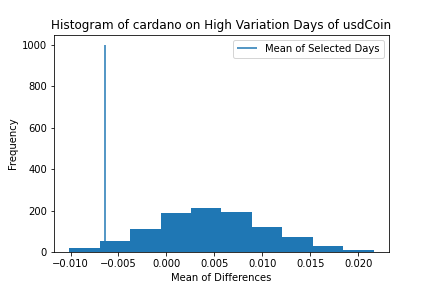 Histogram of cardano on High Variation Days of usdCoin
Mean of Selected Days
1000
800
600
400
200
0
Frequency
−0.010 −0.005 0.000 0.005 0.010 0.015 0.020
Mean of Differences